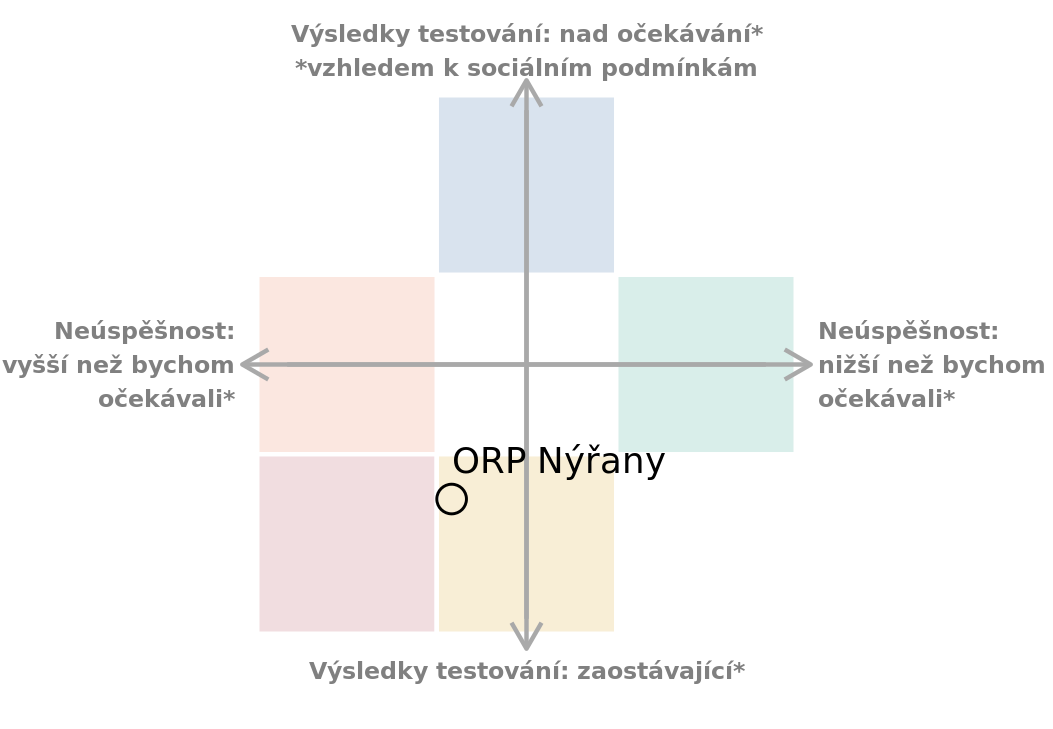 Výsledky testování: nad očekávání*
*vzhledem k sociálním podmínkám
Neúspěšnost:
vyšší než bychom
očekávali*
Neúspěšnost:
nižší než bychom
očekávali*
ORP Nýřany
Výsledky testování: zaostávající*